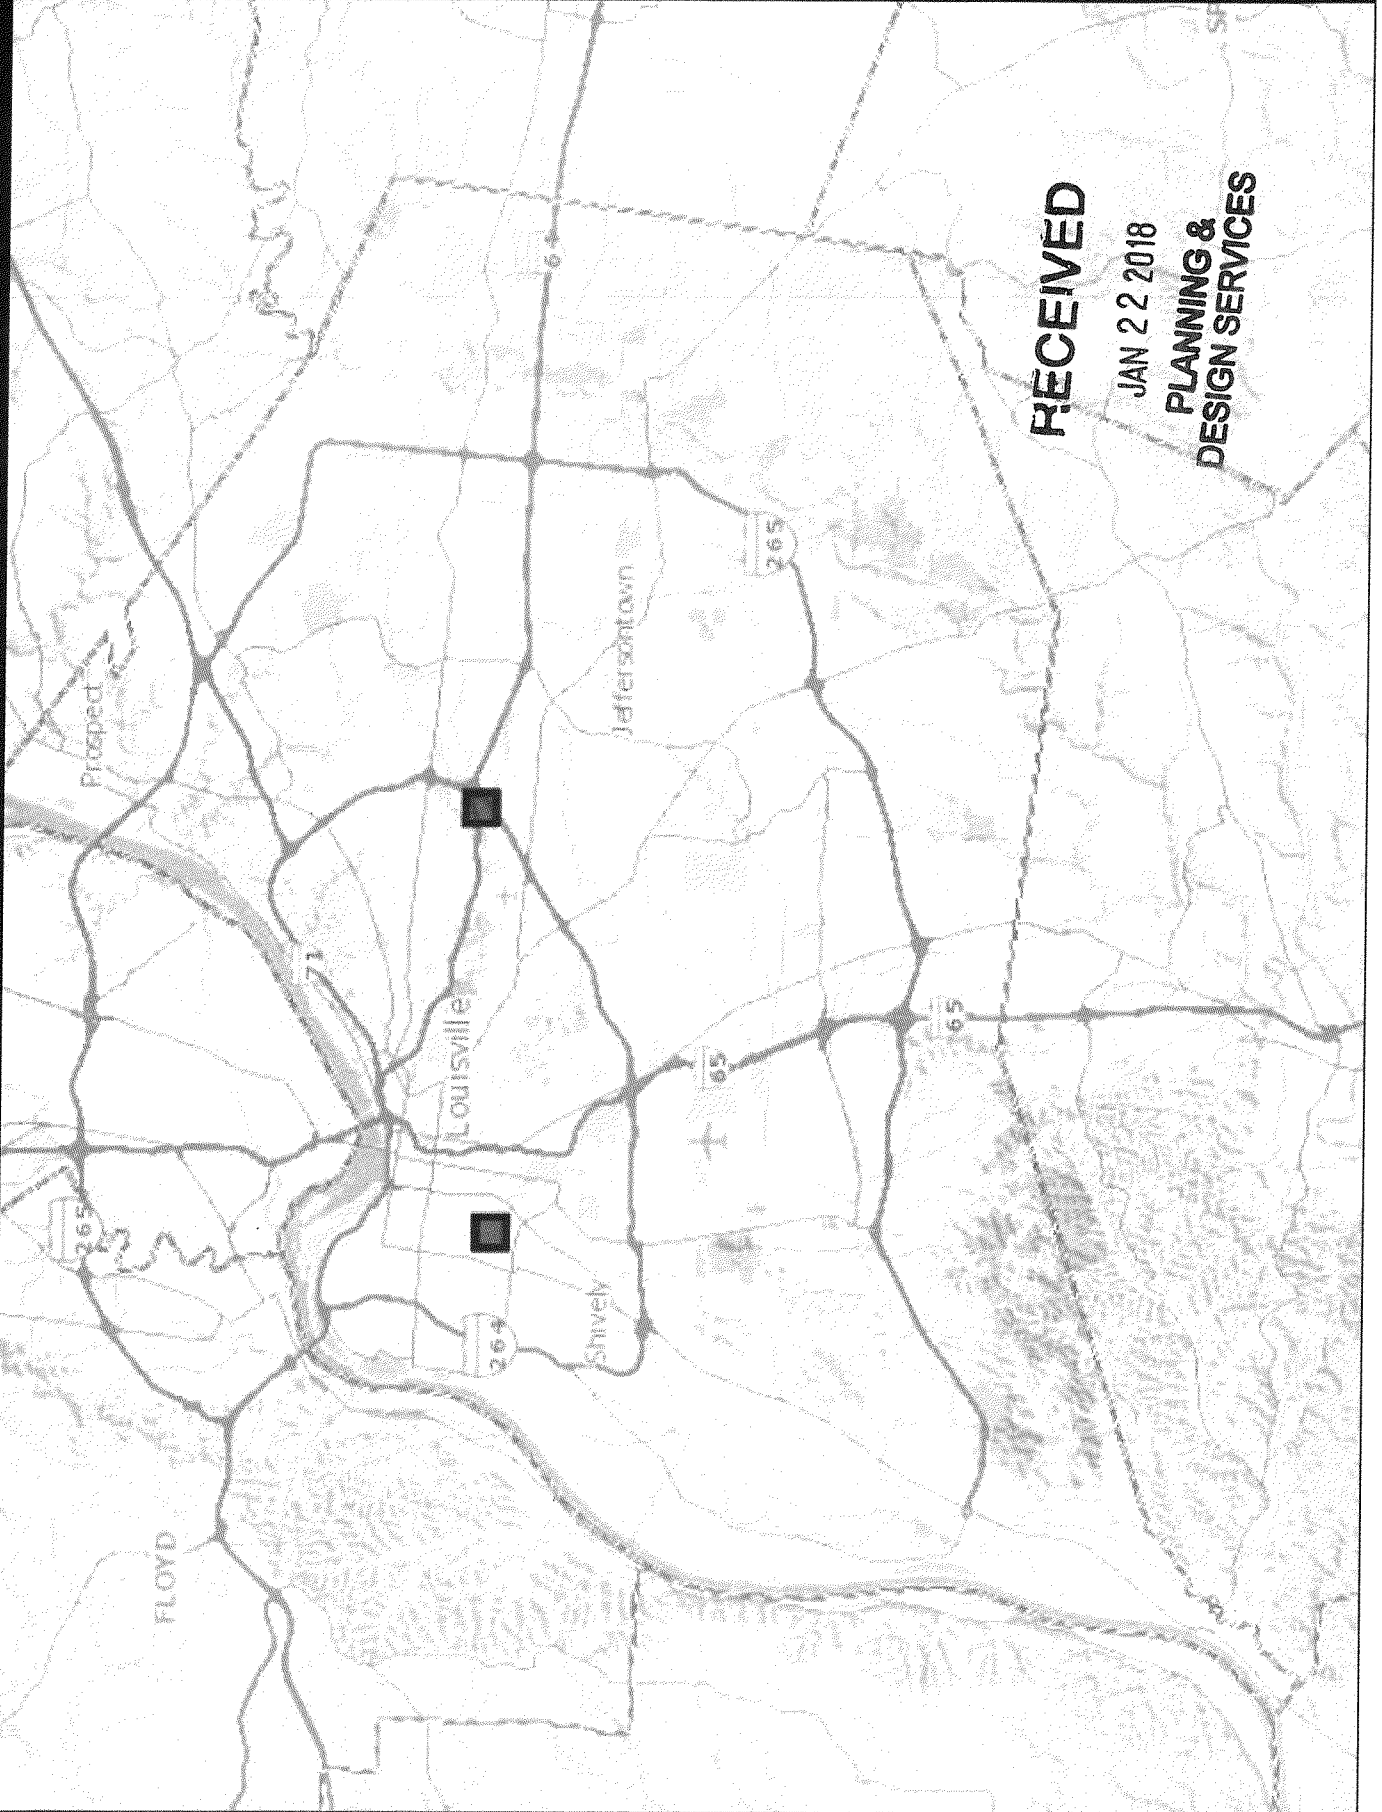 265
Prospect
FLOYD
71
Louisville
264
64
Shively
Jeffersontown
65
265
65
RECEIVED
JAN 22 2018
PLANNING &
DESIGN SERVICES